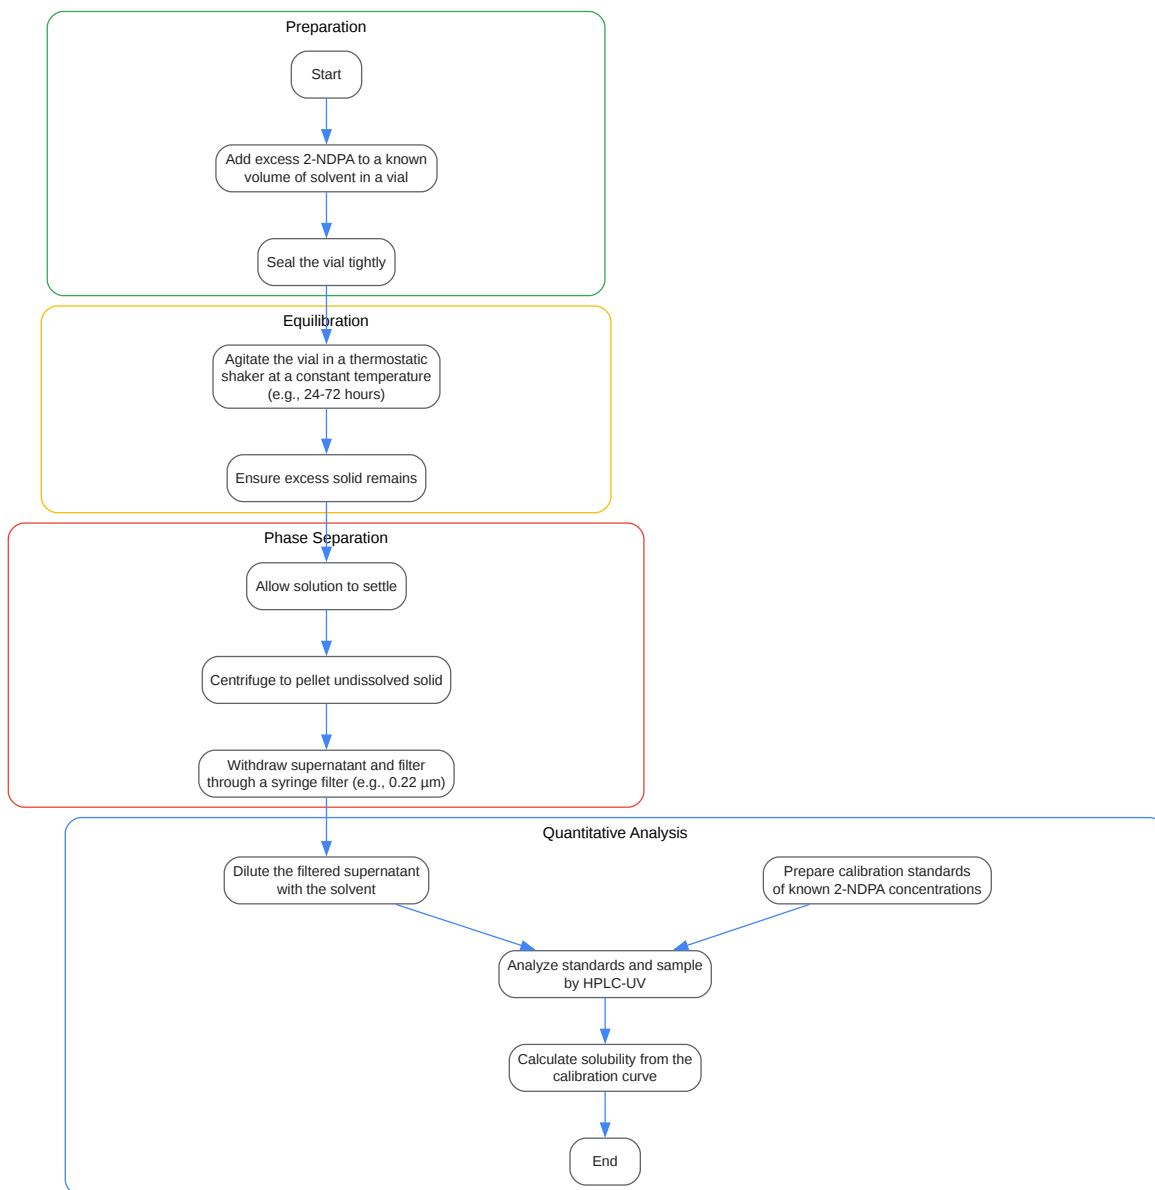 Preparation
Start
Add excess 2-NDPA to a known
volume of solvent in a vial
Seal the vial tightly
Equilibration
Agitate the vial in a thermostatic
shaker at a constant temperature
(e.g., 24-72 hours)
Ensure excess solid remains
Phase Separation
Allow solution to settle
Centrifuge to pellet undissolved solid
Withdraw supernatant and filter
through a syringe filter (e.g., 0.22 µm)
Quantitative Analysis
Dilute the filtered supernatant
with the solvent
Prepare calibration standards
of known 2-NDPA concentrations
Analyze standards and sample
by HPLC-UV
Calculate solubility from the
calibration curve
End